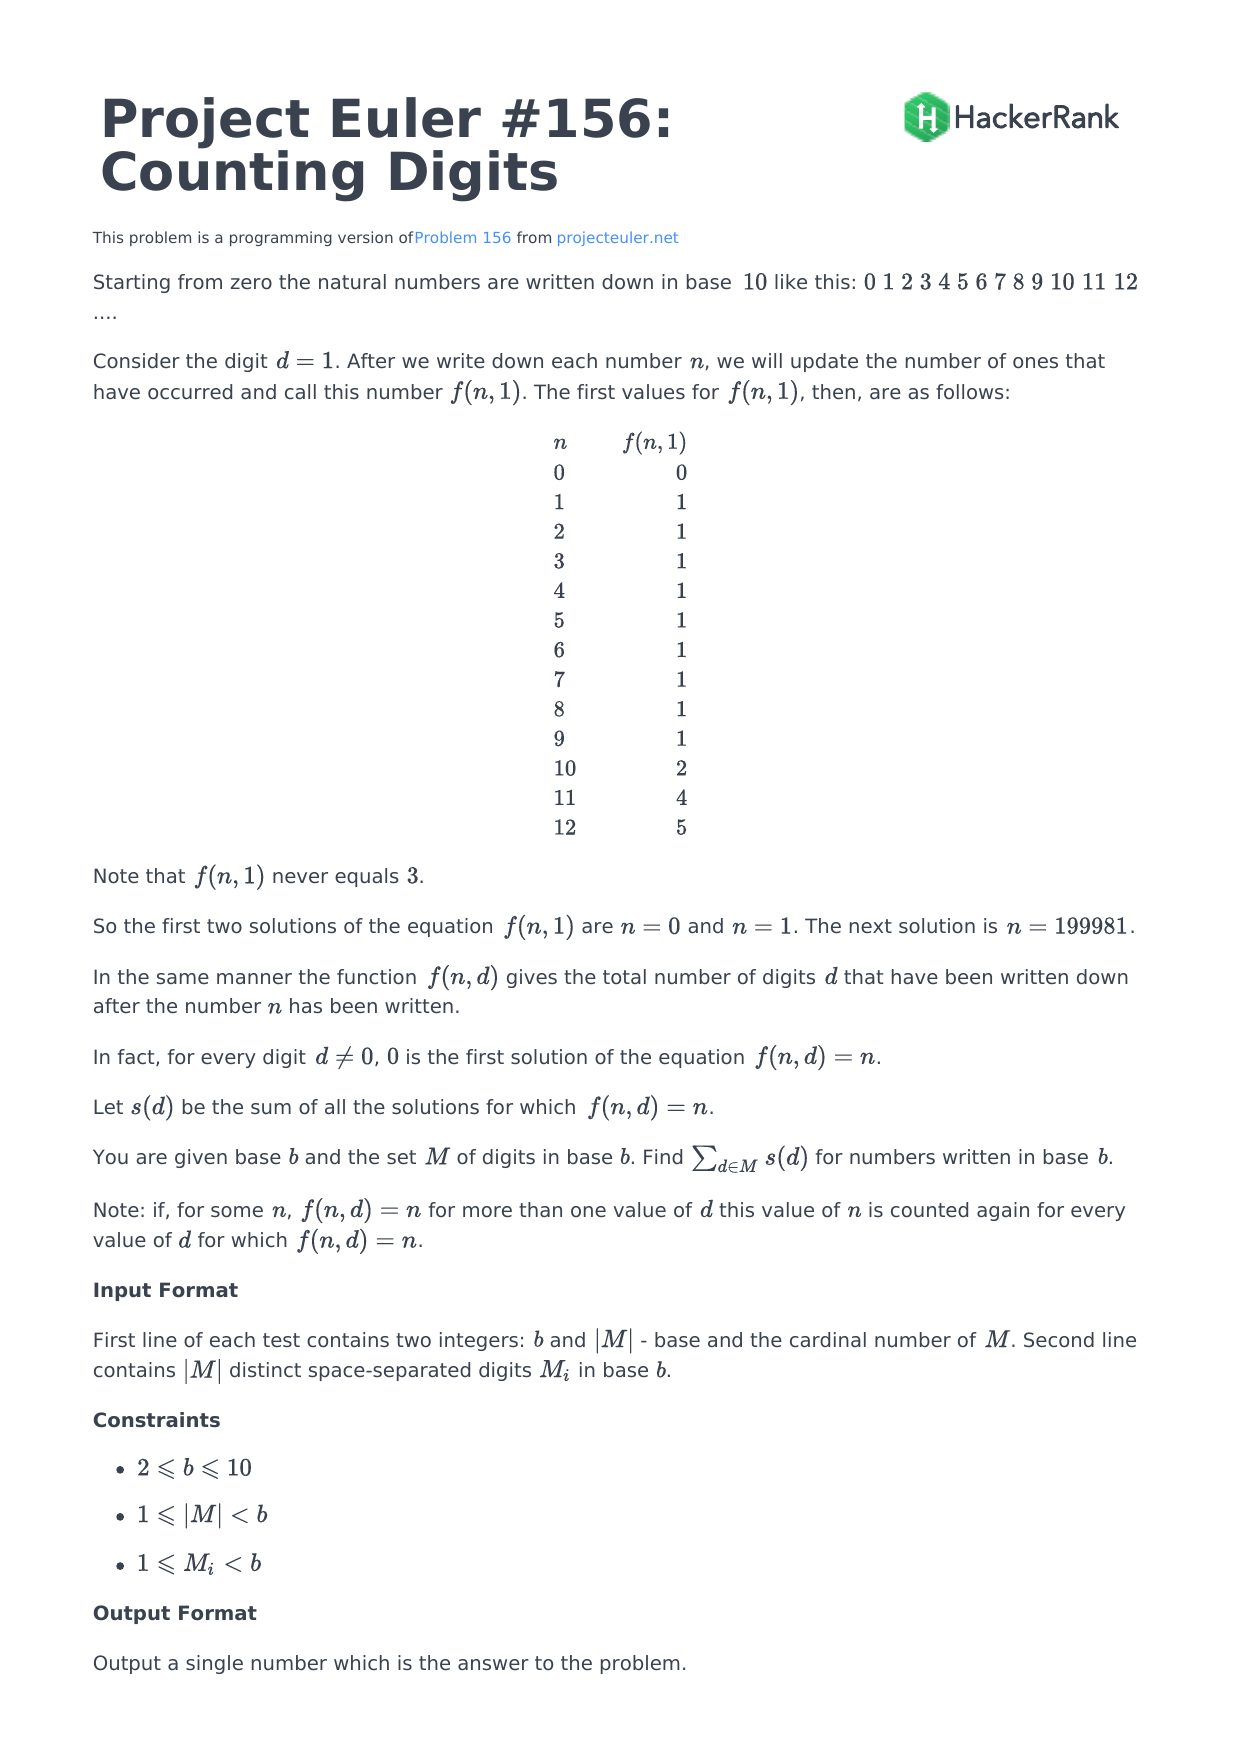 Project Euler #156:
Counting Digits
HackerRank
This problem is a programming version ofProblem 156 from projecteuler.net
Starting from zero the natural numbers are written down in base 10 like this: 0 1 2 3 4 5 6 7 8 9 10 11 12
....
Consider the digit d = 1. After we write down each number n, we will update the number of ones that
have occurred and call this number f(n, 1). The first values for f(n, 1), then, are as follows:
n f(n, 1)
0 0
1 1
2 1
3 1
4 1
5 1
6 1
7 1
8 1
9 1
10 2
11 4
12 5
Note that f(n, 1) never equals 3.
So the first two solutions of the equation f(n, 1) are n = 0 and n = 1. The next solution is n = 199981.
In the same manner the function f(n, d) gives the total number of digits d that have been written down
after the number n has been written.
In fact, for every digit d ≠ 0, 0 is the first solution of the equation f(n, d) = n.
Let s(d) be the sum of all the solutions for which f(n, d) = n.
You are given base b and the set M of digits in base b. Find ∑_{d∈M} s(d) for numbers written in base b.
Note: if, for some n, f(n, d) = n for more than one value of d this value of n is counted again for every
value of d for which f(n, d) = n.
Input Format
First line of each test contains two integers: b and |M| - base and the cardinal number of M. Second line
contains |M| distinct space-separated digits M_i in base b.
Constraints
• 2 ⩽ b ⩽ 10
• 1 ⩽ |M| < b
• 1 ⩽ M_i < b
Output Format
Output a single number which is the answer to the problem.